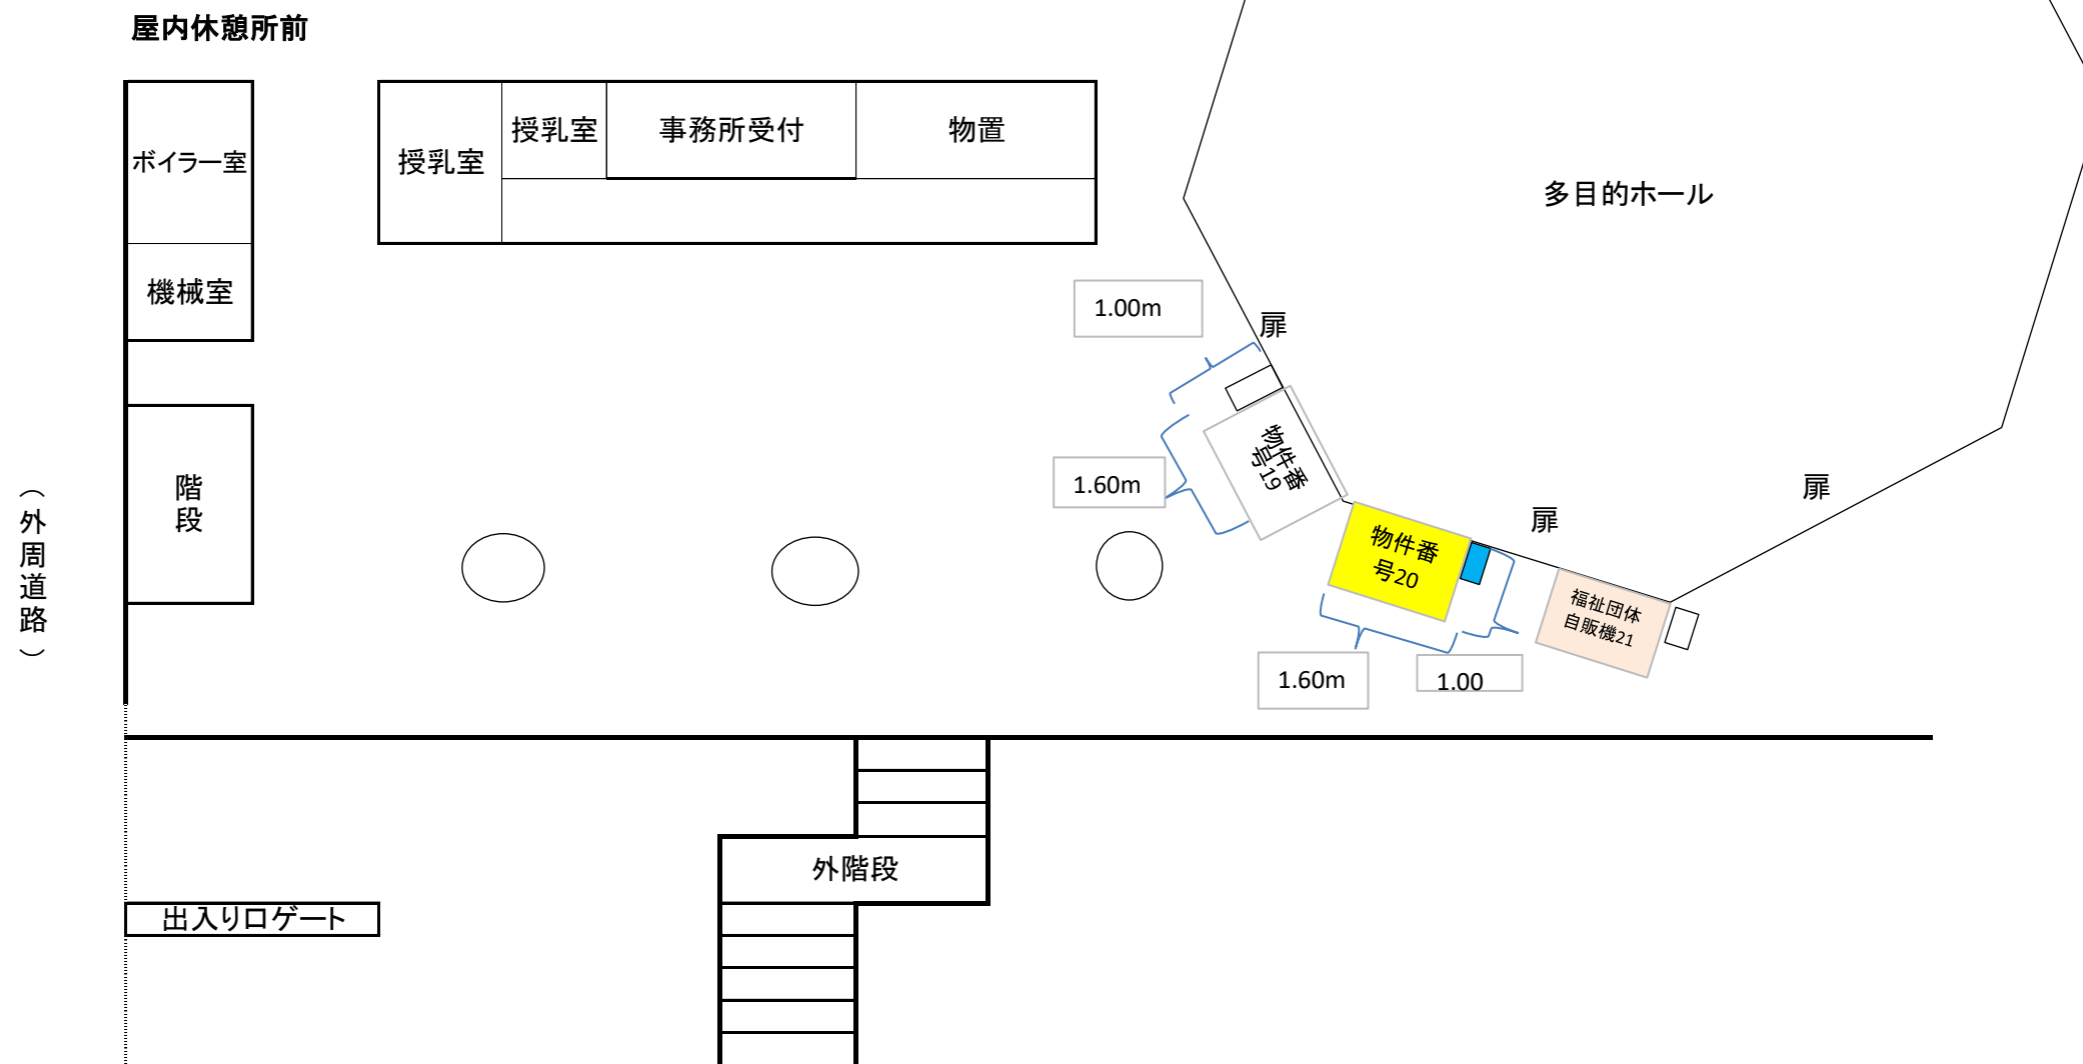 屋内休憩所前
ボイラー室
授乳室
授乳室
事務所受付
物置
多目的ホール
機械室
1.00m
扉
階
段
物件番
号19
1.60m
扉
扉
物件番
号20
福祉団体
自販機21
1.60m
1.00
（外周道路）
外階段
出入り口ゲート